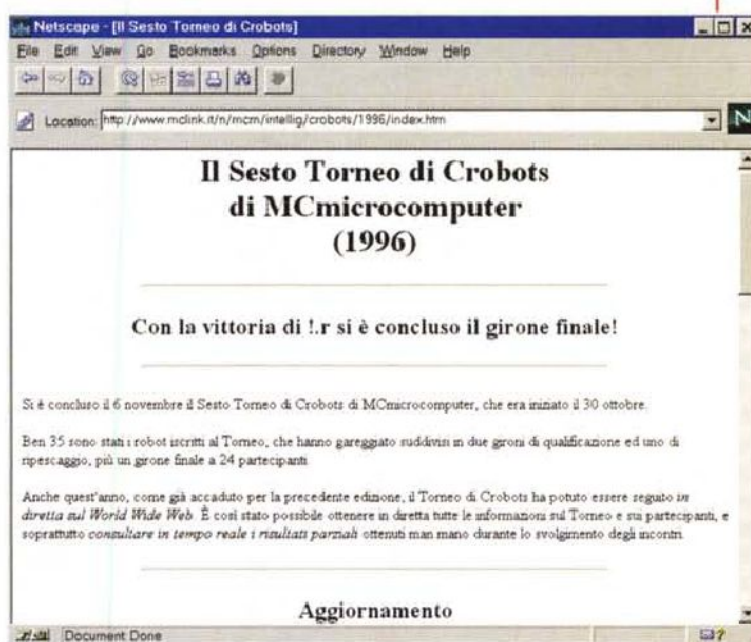 Netscape - [Il Sesto Torneo di Crobots]
File Edit View Go Bookmarks Options Directory Window Help
Location: http://www.mclink.it/n/mcm/intellig/crobots/1996/index.htm
N
Il Sesto Torneo di Crobots
di MCmicrocomputer
(1996)
Con la vittoria di !.r si è concluso il girone finale!
Si è concluso il 6 novembre il Sesto Torneo di Crobots di MCmicrocomputer, che era iniziato il 30 ottobre.
Ben 35 sono stati i robot iscritti al Torneo, che hanno gareggiato suddivisi in due gironi di qualificazione ed uno di
ripescaggio, più un girone finale a 24 partecipanti.
Anche quest'anno, come già accaduto per la precedente edizione, il Torneo di Crobots ha potuto essere seguito in
diretta sul World Wide Web. È così stato possibile ottenere in diretta tutte le informazioni sul Torneo e sui partecipanti, e
soprattutto consultare in tempo reale i risultati parziali ottenuti man mano durante lo svolgimento degli incontri.
Aggiornamento
Document Done